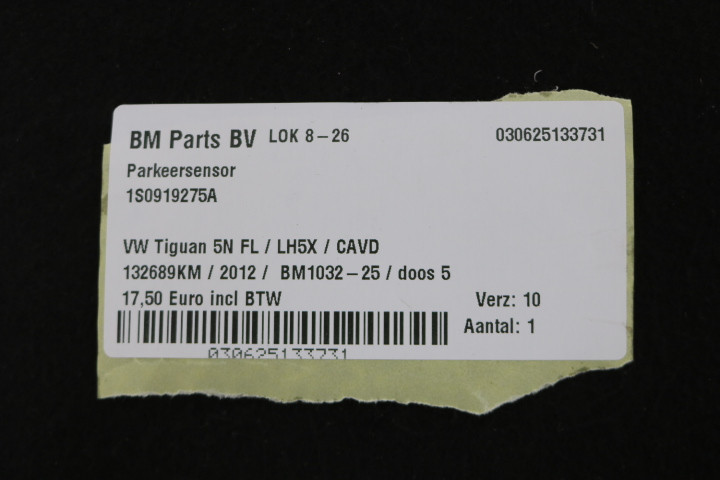 BM Parts BV LOK 8-26 030625133731
Parkeersensor
1S0919275A
VW Tiguan 5N FL / LH5X / CAVD
132689KM / 2012 / BM1032-25 / doos 5
17,50 Euro incl BTW Verz: 10
Aantal: 1
030625133731